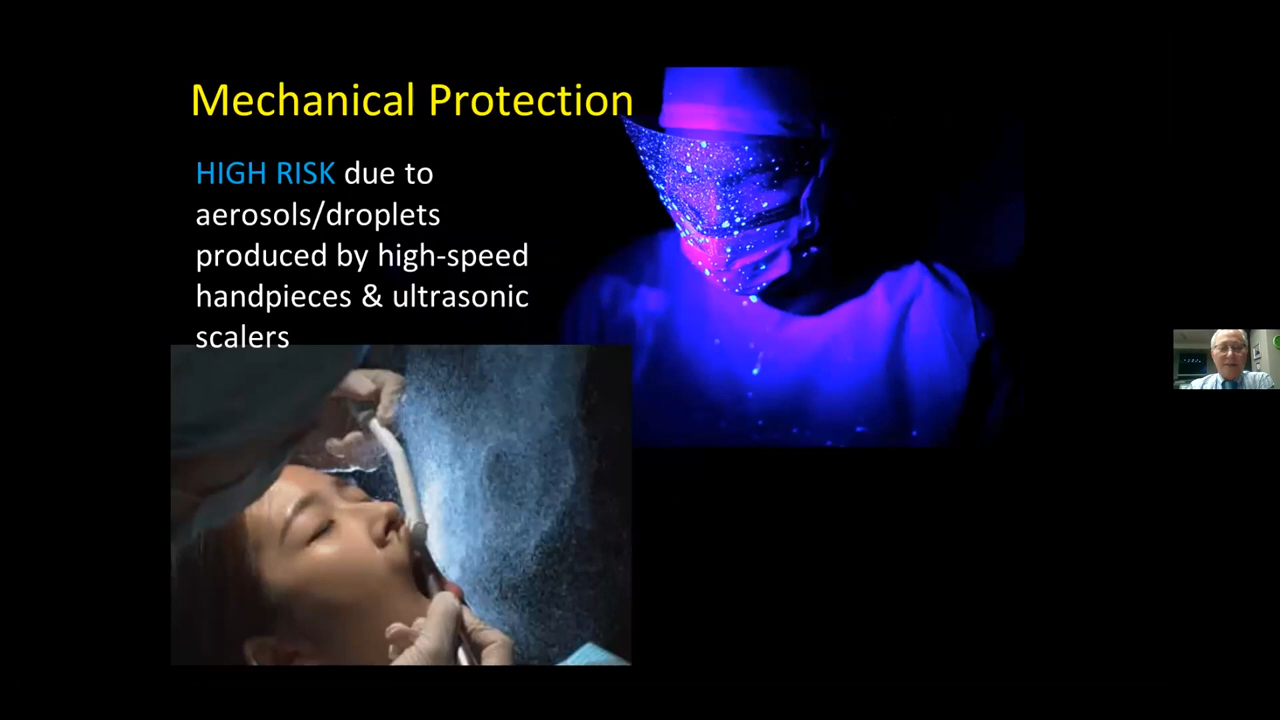 Mechanical Protection
HIGH RISK due to
aerosols/droplets
produced by high-speed
handpieces & ultrasonic
scalers